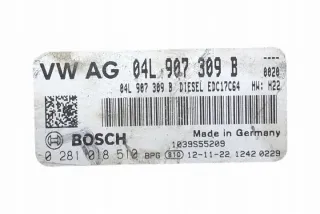 VW AG 04L 907 309 B
04L 907 309 B DIESEL EDC17C64
0020
HW: H22
BOSCH
Made in Germany
1039S55209
0 281 018 510 BPG E10 12-11-22 1242 0229